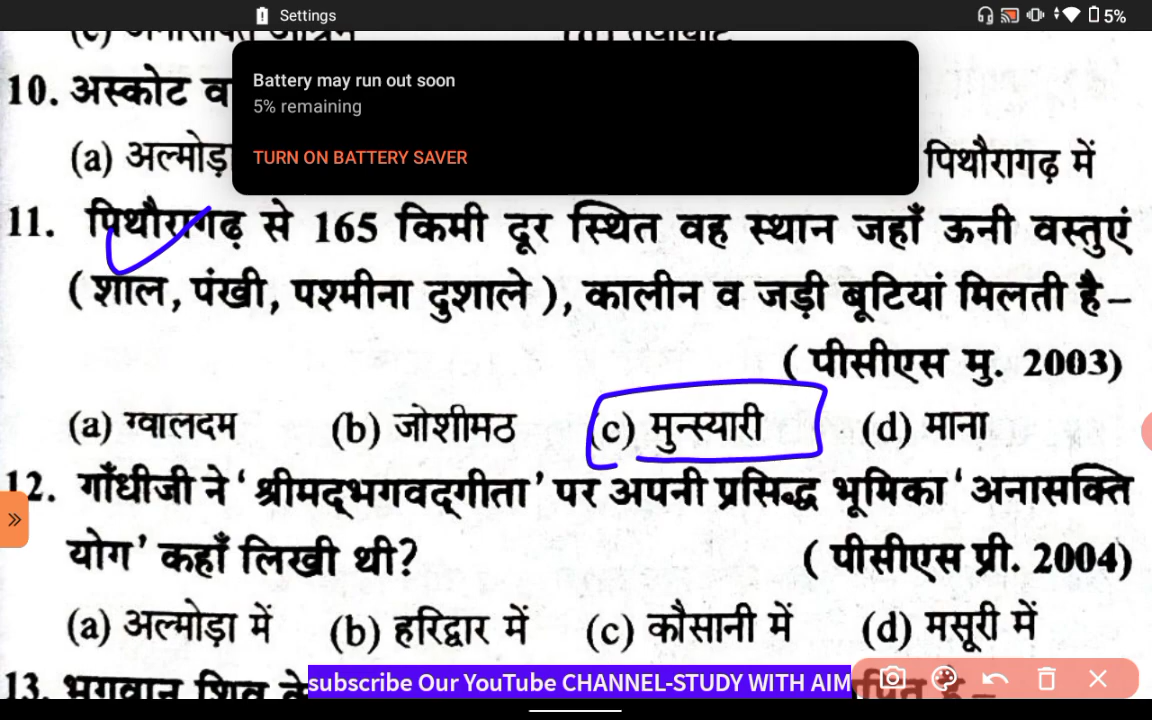 Settings
5%
Battery may run out soon
5% remaining
TURN ON BATTERY SAVER
10. अस्कोट
(a) अल्मोड़ा पिथौरागढ़ में
11. पिथौरागढ़ से 165 किमी दूर स्थित वह स्थान जहाँ ऊनी वस्तुएं
( शाल, पंखी, पश्मीना दुशाले ), कालीन व जड़ी बूटियां मिलती है–
( पीसीएस मु. 2003)
(a) ग्वालदम (b) जोशीमठ (c) मुन्स्यारी (d) माना
12. गाँधीजी ने ‘श्रीमद्भगवद्गीता’ पर अपनी प्रसिद्ध भूमिका ‘अनासक्ति
योग’ कहाँ लिखी थी?
( पीसीएस प्री. 2004)
(a) अल्मोड़ा में (b) हरिद्वार में (c) कौसानी में (d) मसूरी में
13. भगवान शिव के
subscribe Our YouTube CHANNEL-STUDY WITH AIM